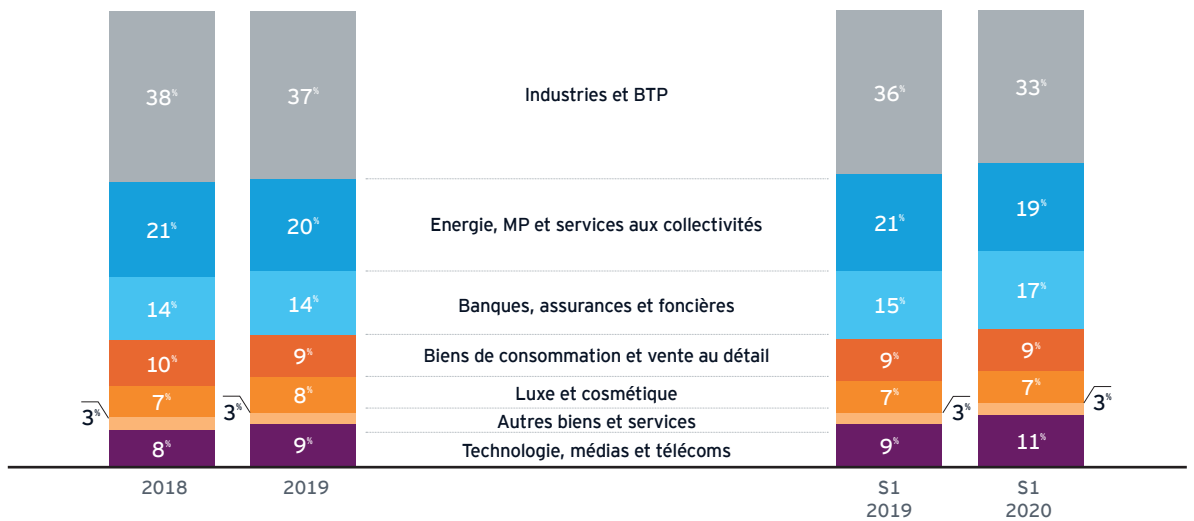 38% 37% Industries et BTP 36% 33%
21% 20% Energie, MP et services aux collectivités 21% 19%
14% 14% Banques, assurances et foncières 15% 17%
10% 9% Biens de consommation et vente au détail 9% 9%
7% 8% Luxe et cosmétique 7% 7%
3% 3% Autres biens et services 3% 3%
8% 9% Technologie, médias et télécoms 9% 11%
2018 2019 S1 S1
2019 2020